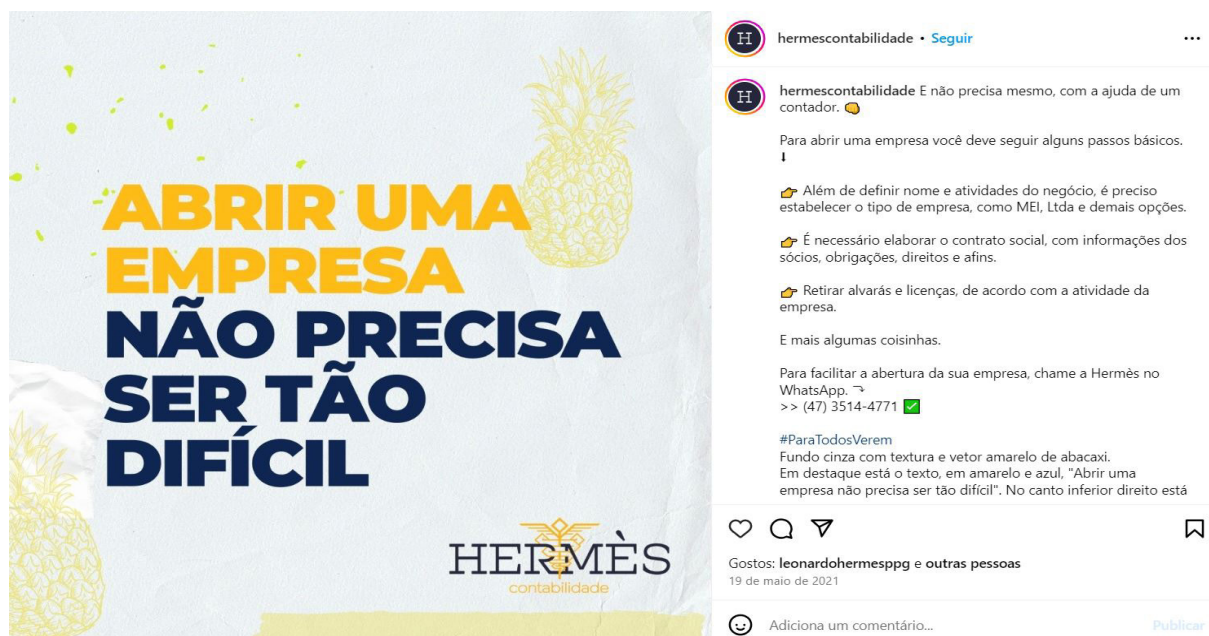 ABRIR UMA
EMPRESA
NÃO PRECISA
SER TÃO
DIFÍCIL
HERMÈS
contabilidade
H
hermescontabilidade • Seguir
H
hermescontabilidade E não precisa mesmo, com a ajuda de um
contador. 👊
Para abrir uma empresa você deve seguir alguns passos básicos.
⬇
👉 Além de definir nome e atividades do negócio, é preciso
estabelecer o tipo de empresa, como MEI, Ltda e demais opções.
👉 É necessário elaborar o contrato social, com informações dos
sócios, obrigações, direitos e afins.
👉 Retirar alvarás e licenças, de acordo com a atividade da
empresa.
E mais algumas coisinhas.
Para facilitar a abertura da sua empresa, chame a Hermès no
WhatsApp. ⤵
>> (47) 3514-4771 ✅
#ParaTodosVerem
Fundo cinza com textura e vetor amarelo de abacaxi.
Em destaque está o texto, em amarelo e azul, "Abrir uma
empresa não precisa ser tão difícil". No canto inferior direito está
Gostos: leonardohermesppg e outras pessoas
19 de maio de 2021
Adiciona um comentário...
Publicar